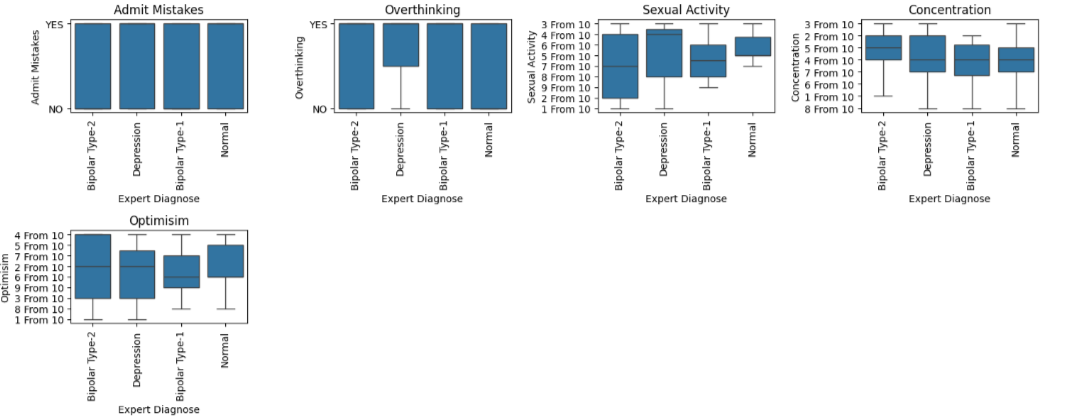 Admit Mistakes
YES
NO
Admit Mistakes
Bipolar Type-2
Depression
Bipolar Type-1
Normal
Expert Diagnose
Overthinking
YES
NO
Overthinking
Bipolar Type-2
Depression
Bipolar Type-1
Normal
Expert Diagnose
Sexual Activity
3 From 10
4 From 10
6 From 10
5 From 10
7 From 10
8 From 10
9 From 10
2 From 10
1 From 10
Sexual Activity
Bipolar Type-2
Depression
Bipolar Type-1
Normal
Expert Diagnose
Concentration
3 From 10
2 From 10
5 From 10
4 From 10
7 From 10
6 From 10
1 From 10
8 From 10
Concentration
Bipolar Type-2
Depression
Bipolar Type-1
Normal
Expert Diagnose
Optimisim
4 From 10
5 From 10
7 From 10
2 From 10
6 From 10
9 From 10
3 From 10
8 From 10
1 From 10
Optimisim
Bipolar Type-2
Depression
Bipolar Type-1
Normal
Expert Diagnose